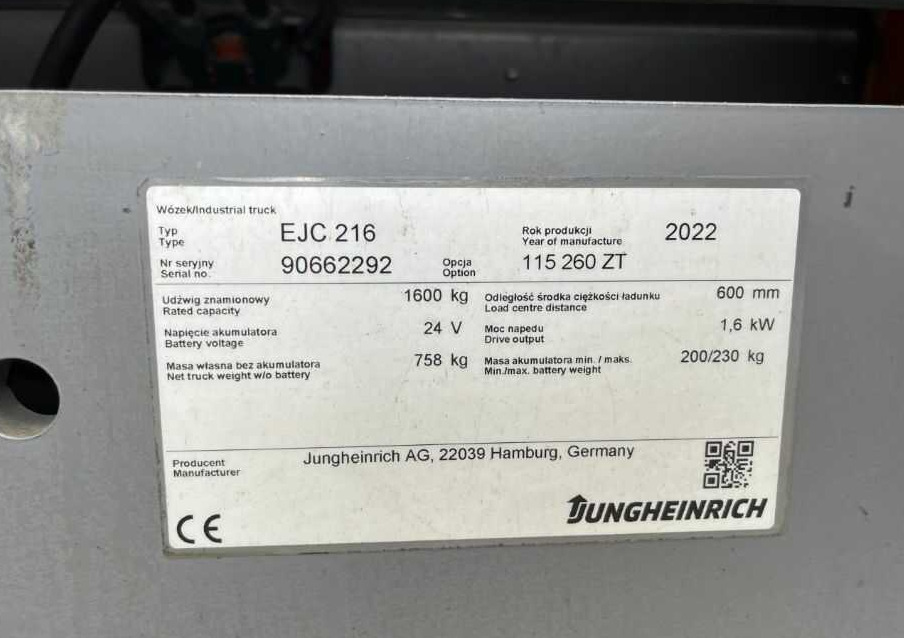 Wózek/Industrial truck
Typ
Type
EJC 216
Rok produkcji
Year of manufacture
2022
Nr seryjny
Serial no.
90662292
Opcja
Option
115 260 ZT
Udźwig znamionowy
Rated capacity
1600 kg
Odległość środka ciężkości ładunku
Load centre distance
600 mm
Napięcie akumulatora
Battery voltage
24 V
Moc napędu
Drive output
1,6 kW
Masa własna bez akumulatora
Net truck weight w/o battery
758 kg
Masa akumulatora min. / maks.
Min./max. battery weight
200/230 kg
Producent
Manufacturer
Jungheinrich AG, 22039 Hamburg, Germany
CE
JUNGHEINRICH